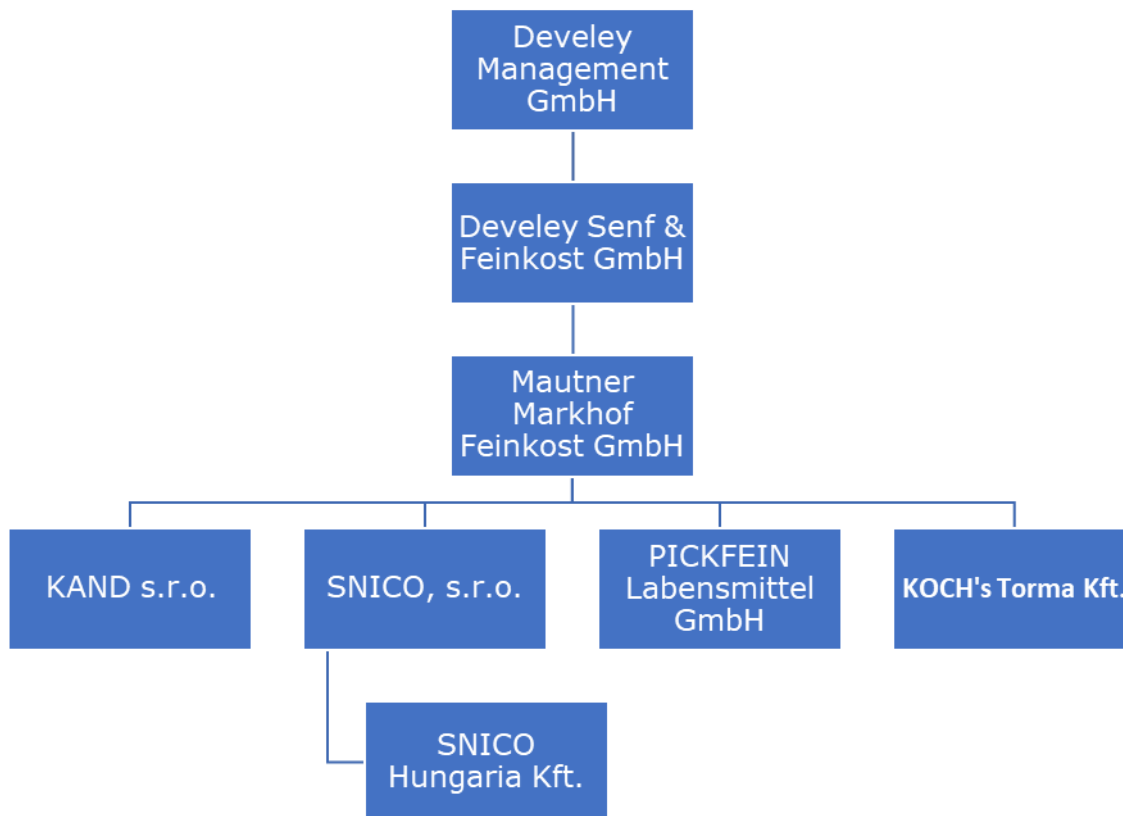 Develey
Management
GmbH
Develey Senf &
Feinkost GmbH
Mautner
Markhof
Feinkost GmbH
KAND s.r.o.
SNICO, s.r.o.
PICKFEIN
Labensmittel
GmbH
KOCH's Torma Kft.
SNICO
Hungaria Kft.